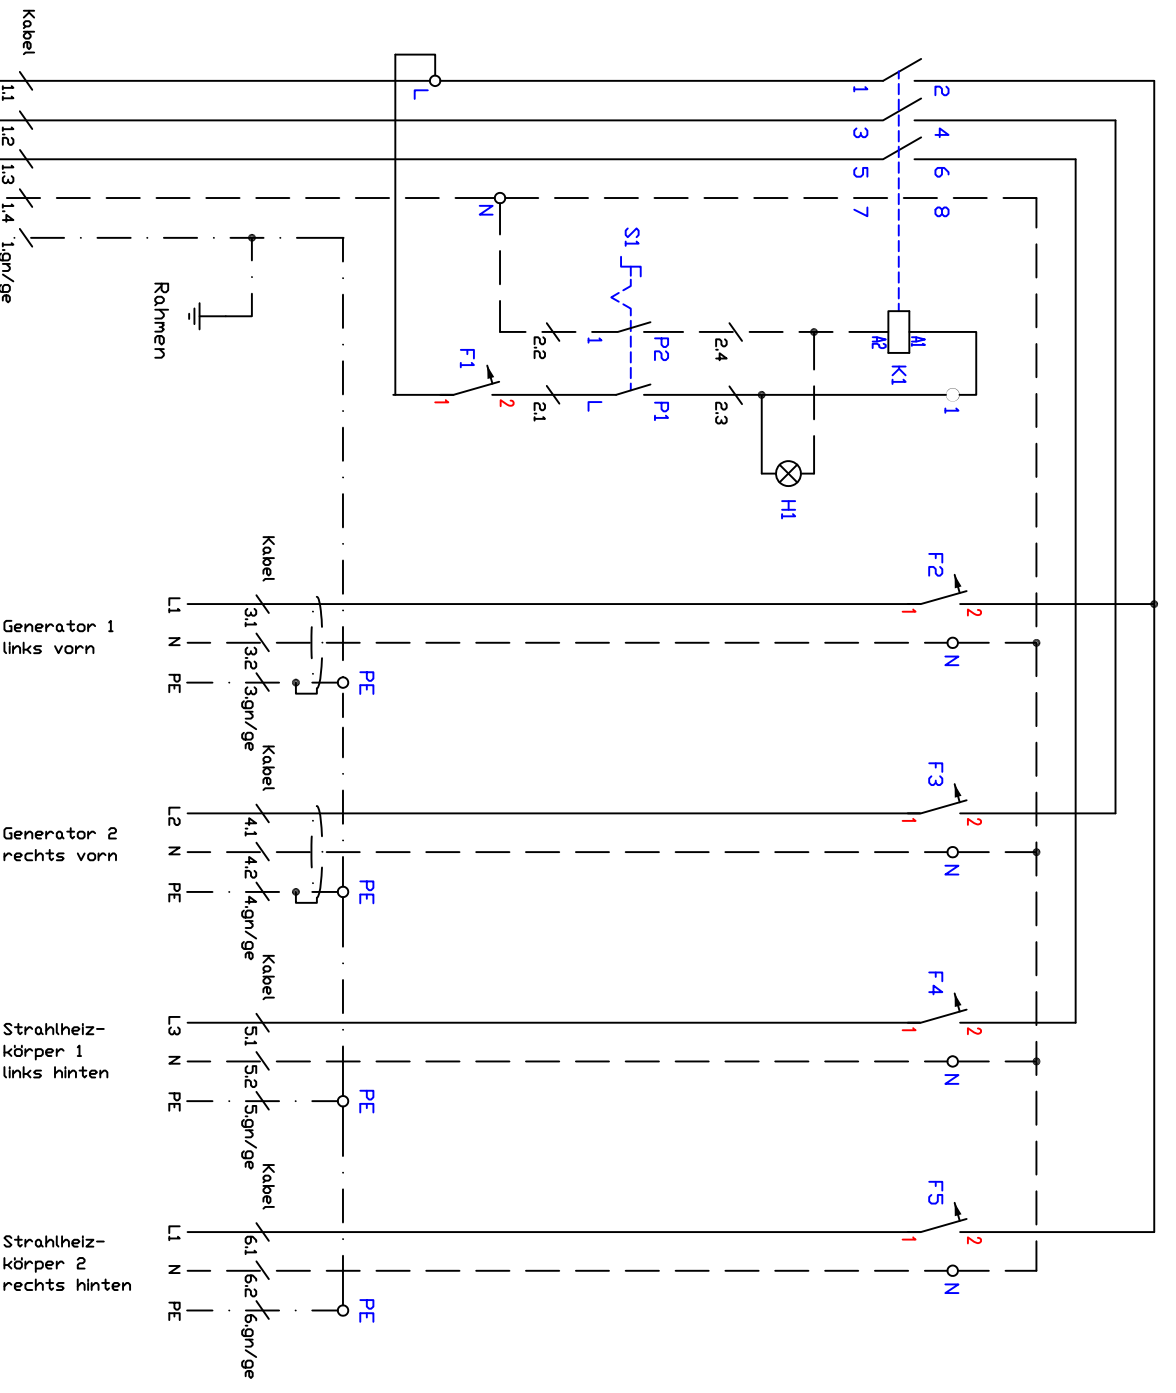 Kabel
1.1
1.2
1.3
1.4
1.gn/ge
L
N
1
2
3
4
5
6
7
8
S1
Rahmen
F1
1
2
2.2
2.1
1
L
P2
P1
2.4
2.3
A2
A1
K1
1
H1
Generator 1
links vorn
L1
N
PE
Kabel
3.1
3.2
3.gn/ge
PE
F2
1
2
N
Generator 2
rechts vorn
L2
N
PE
Kabel
4.1
4.2
4.gn/ge
PE
F3
1
2
N
Strahlheiz-
körper 1
links hinten
L3
N
PE
Kabel
5.1
5.2
5.gn/ge
PE
F4
1
2
N
Strahlheiz-
körper 2
rechts hinten
L1
N
PE
Kabel
6.1
6.2
6.gn/ge
PE
F5
1
2
N